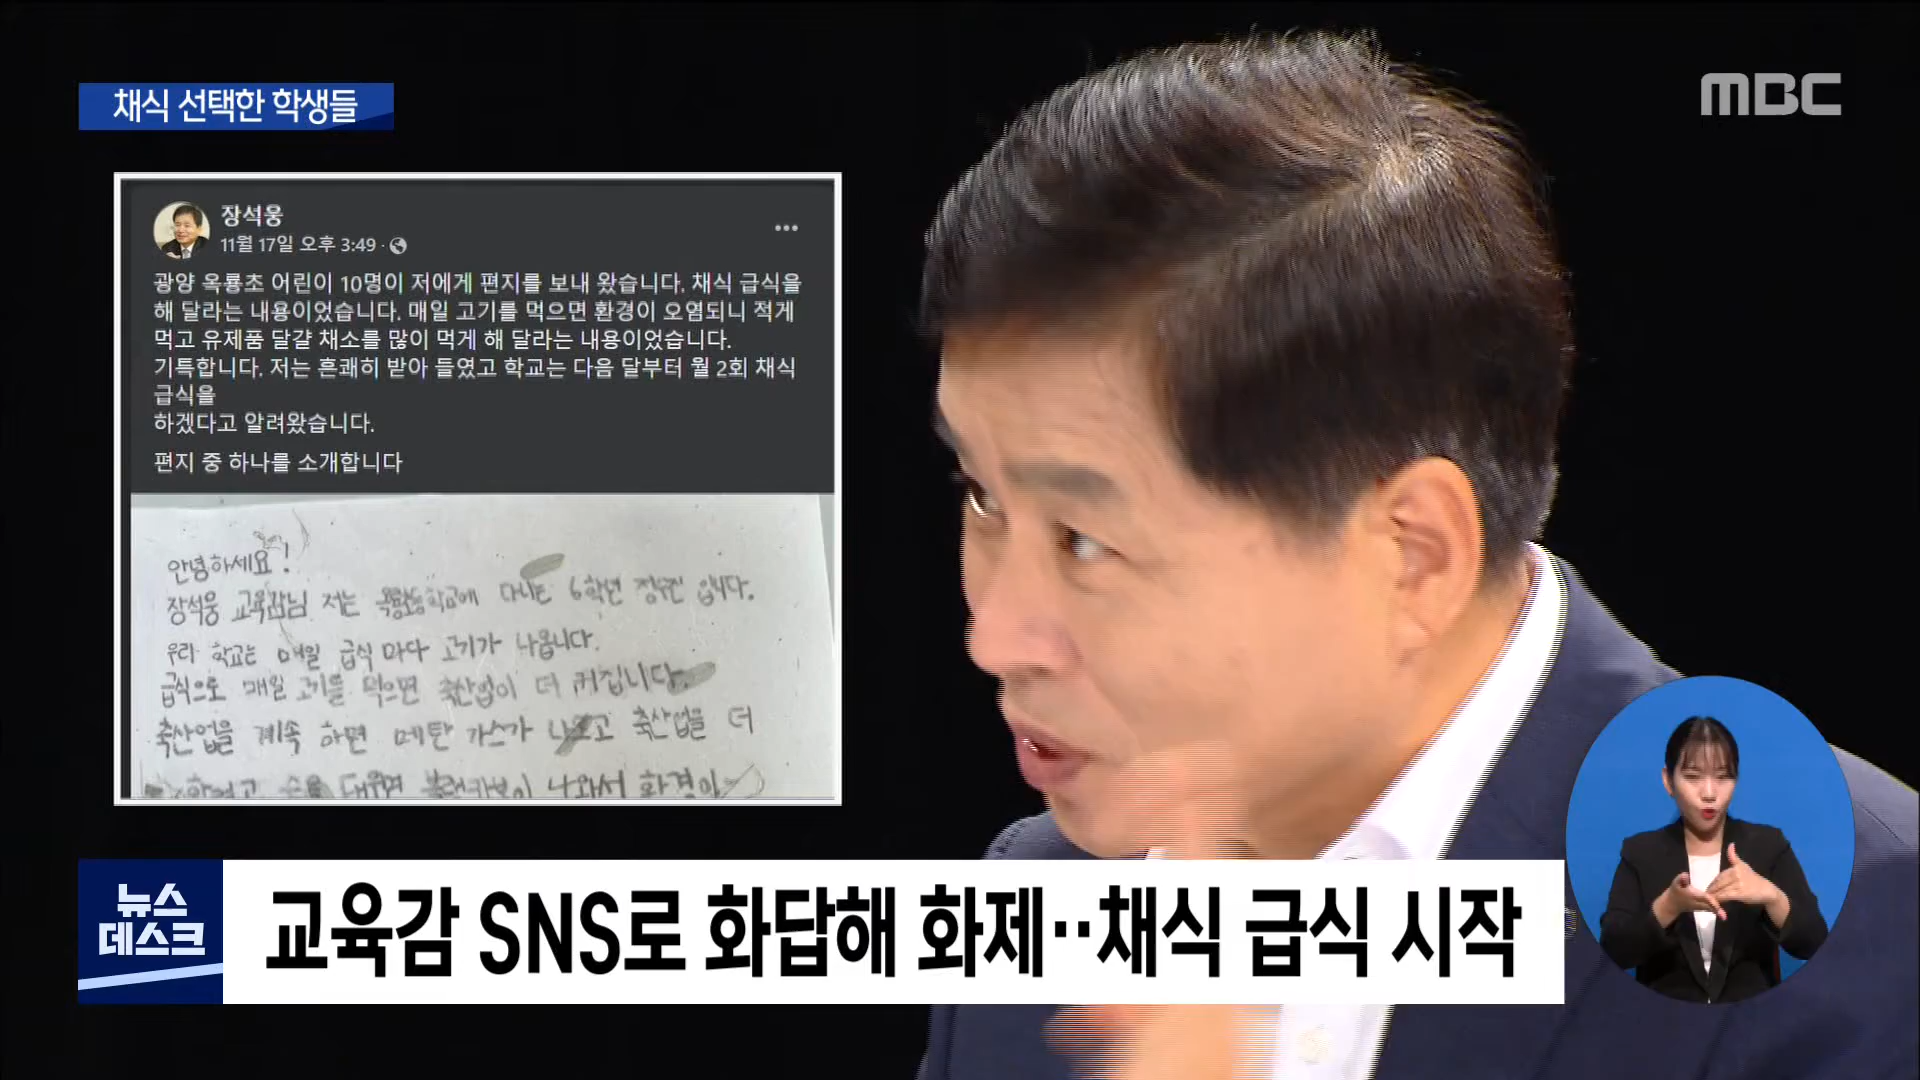 채식 선택한 학생들
MBC
장석웅
11월 17일 오후 3:49 ·
광양 옥룡초 어린이 10명이 저에게 편지를 보내 왔습니다. 채식 급식을
해 달라는 내용이었습니다. 매일 고기를 먹으면 환경이 오염되니 적게
먹고 유제품 달걀 채소를 많이 먹게 해 달라는 내용이었습니다.
기특합니다. 저는 흔쾌히 받아 들였고 학교는 다음 달부터 월 2회 채식
급식을
하겠다고 알려왔습니다.
편지 중 하나를 소개합니다
안녕하세요!
장석웅 교육감님 저는 옥룡초등학교에 다니는 6학년 입니다.
우리 학교는 매일 급식 마다 고기가 나옵니다.
급식으로 매일 고기를 먹으면 축산업이 더 커집니다.
축산업을 계속 하면 메탄 가스가 나오고 축산업을 더
나와서 환경이
뉴스
데스크
교육감 SNS로 화답해 화제··채식 급식 시작